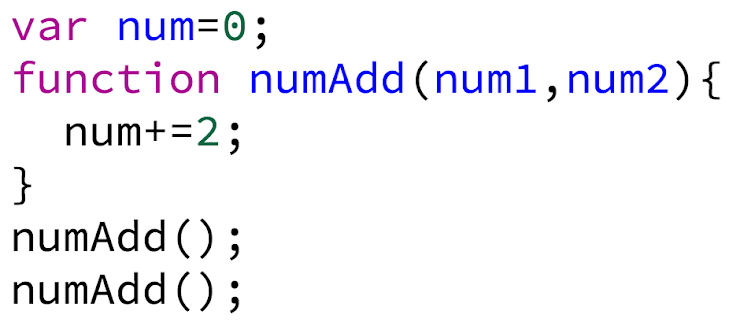 var num=0;
function numAdd(num1,num2){
  num+=2;
}
numAdd();
numAdd();